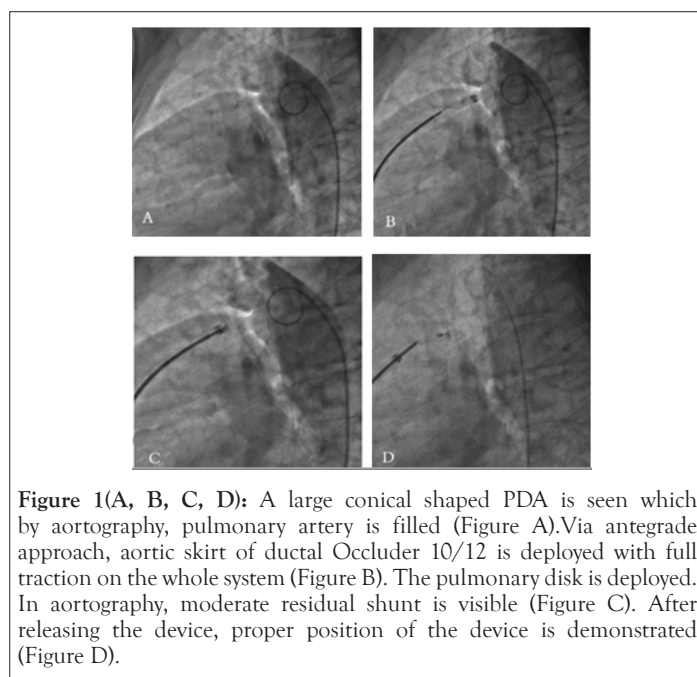 A
B
C
D
Figure 1(A, B, C, D): A large conical shaped PDA is seen which
by aortography, pulmonary artery is filled (Figure A).Via antegrade
approach, aortic skirt of ductal Occluder 10/12 is deployed with full
traction on the whole system (Figure B). The pulmonary disk is deployed.
In aortography, moderate residual shunt is visible (Figure C). After
releasing the device, proper position of the device is demonstrated
(Figure D).